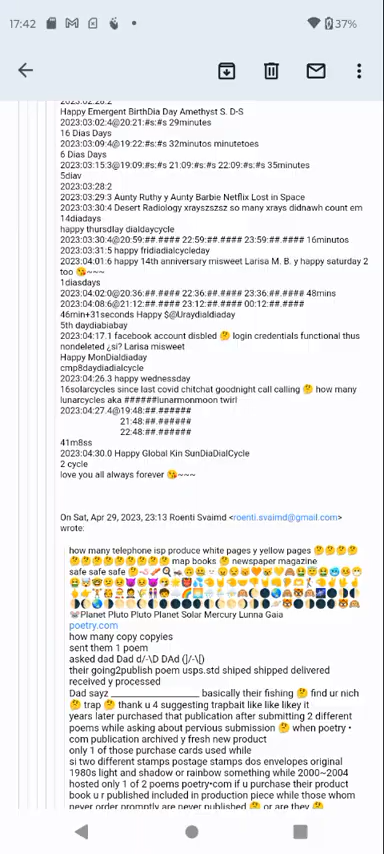 17:42 37%
2023:02:28:2
Happy Emergent BirthDia Day Amethyst S. D-S
2023:03:02:4@20:21:#s:#s 29minutes
16 Dias Days
2023:03:09:4@19:22:#s:#s 32minutos minutetoes
6 Dias Days
2023:03:15:3@19:09:#s:#s 21:09:#s:#s 22:09:#s:#s 35minutes
5diav
2023:03:28:2
2023:03:29:3 Aunty Ruthy y Aunty Barbie Netflix Lost in Space
2023:03:30:4 Desert Radiology xrayszszsz so many xrays didnawh count em
14diadays
happy thursdlay dialdaycycle
2023:03:30:4@20:59:##.#### 22:59:##.#### 23:59:##.#### 16minutos
2023:03:31:5 happy fridialdialcycleday
2023:04:01:6 happy 14th anniversary misweet Larisa M. B. y happy saturday 2
too 😘~~~
1diasdays
2023:04:02:0@20:36:##.#### 22:36:##.#### 23:36:##.#### 48mins
2023:04:08:6@21:12:##.#### 23:12:##.#### 00:12:##.####
46min+31seconds Happy $@Uraydialdiaday
5th daydiabiabay
2023:04:17.1 facebook account disbled 🤔 login credentials functional thus
nondeleted ¿si? Larisa misweet
Happy MonDialdiaday
cmp8daydiadialcycle
2023:04:26.3 happy wednesday
16solarcycles since last covid chitchat goodnight call calling 🤔 how many
lunarcycles aka ######lunarmonmoon twirl
2023:04:27.4@19:48:##.######
21:48:##.######
22:48:##.######
41m8ss
2023:04:30.0 Happy Global Kin SunDiaDialCycle
2 cycle
love you all always forever 😘~~~
On Sat, Apr 29, 2023, 23:13 Roenti Svaimd <roenti.svaimd@gmail.com>
wrote:
how many telephone isp produce white pages y yellow pages 🤔🤔🤔🤔
🤔🤔🤔🤔🤔🤔🤔🤔🤔 map books 🤔 newspaper magazine
safe safe safe
Planet Pluto Pluto Planet Solar Mercury Lunna Gaia
poetry.com
how many copy copyies
sent them 1 poem
asked dad Dad d/-\D DAd (]/-\[)
their going2publish poem usps.std shiped shipped delivered
received y processed
Dad sayz ____________________ basically their fishing 🤔 find ur nich
🤔 trap 🤔 thank u 4 suggesting trapbait like like likey it
years later purchased that publication after submitting 2 different
poems while asking about pervious submission 🤔 when poetry •
com publication archived y fresh new product
only 1 of those purchase cards used while
si two different stamps postage stamps dos envelopes original
1980s light and shadow or rainbow something while 2000~2004
hosted only 1 of 2 poems poetry•com if u purchase their product
book u r published included in production piece while those whom
never order promptly are never published 🤔 or are they 🤔